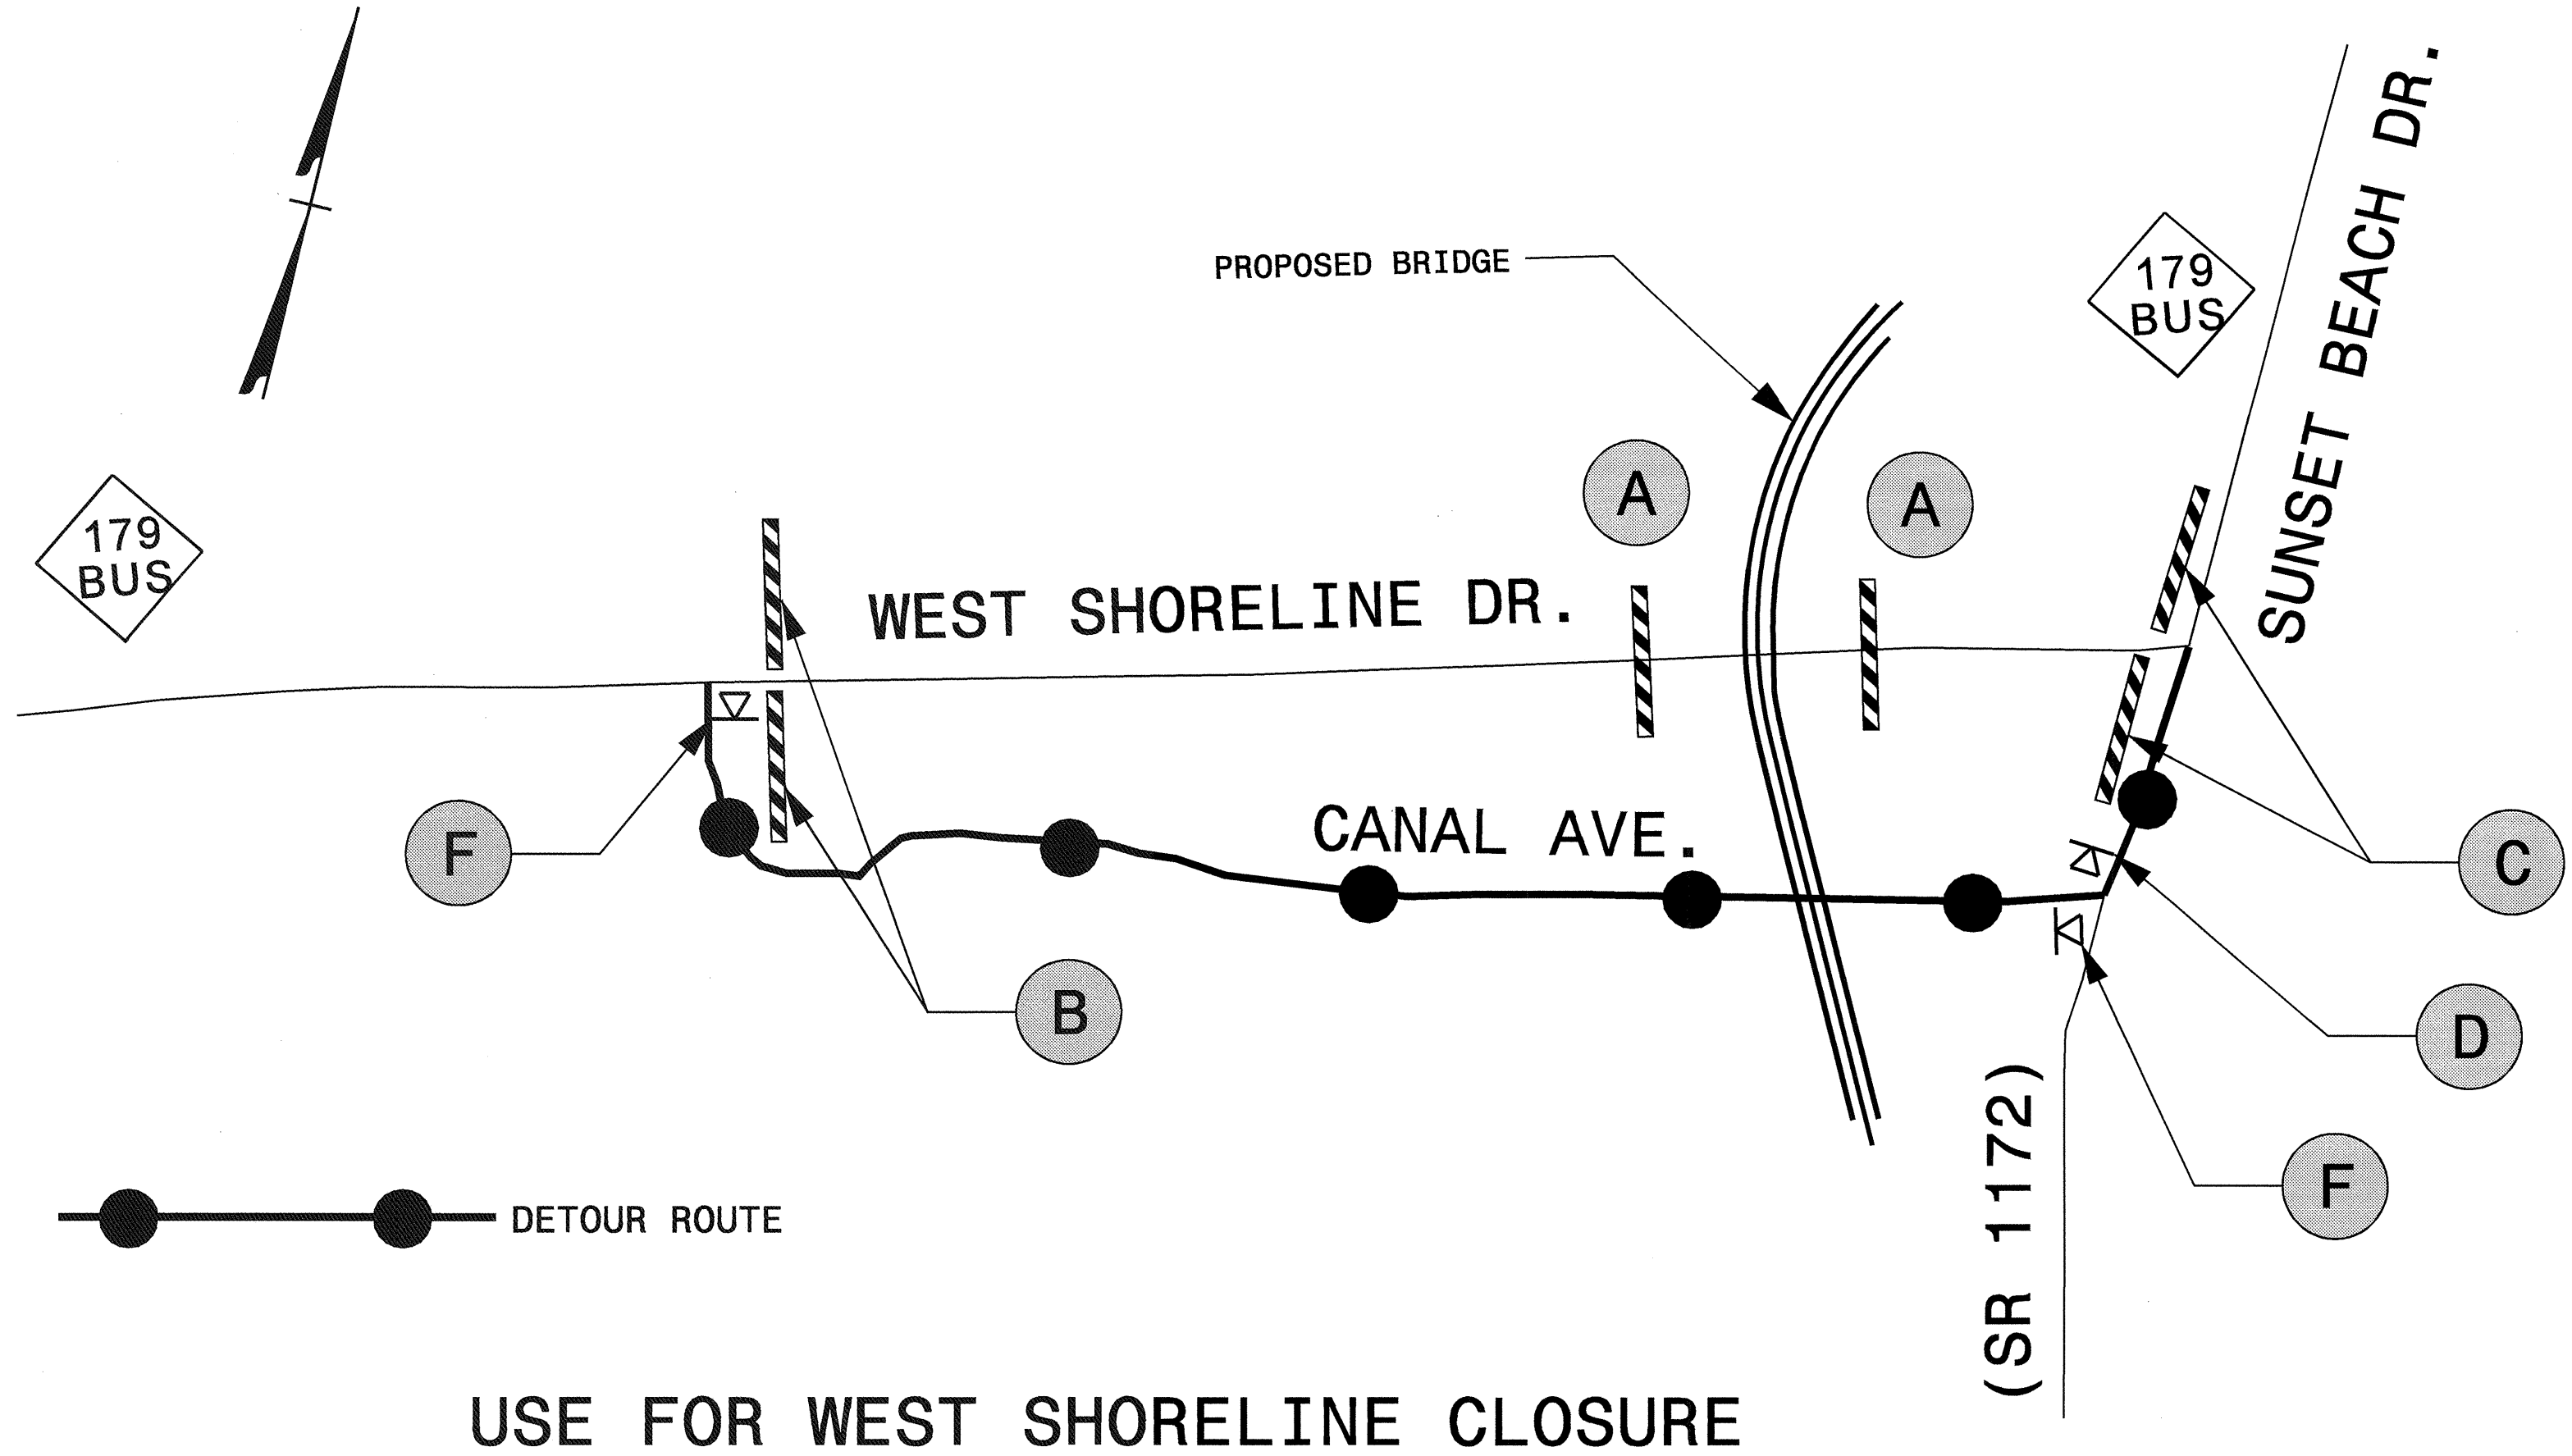 179
BUS
SUNSET BEACH DR.
PROPOSED BRIDGE
A
A
179
BUS
WEST SHORELINE DR.
CANAL AVE.
F
C
B
D
F
(SR 1172)
DETOUR ROUTE
USE FOR WEST SHORELINE CLOSURE